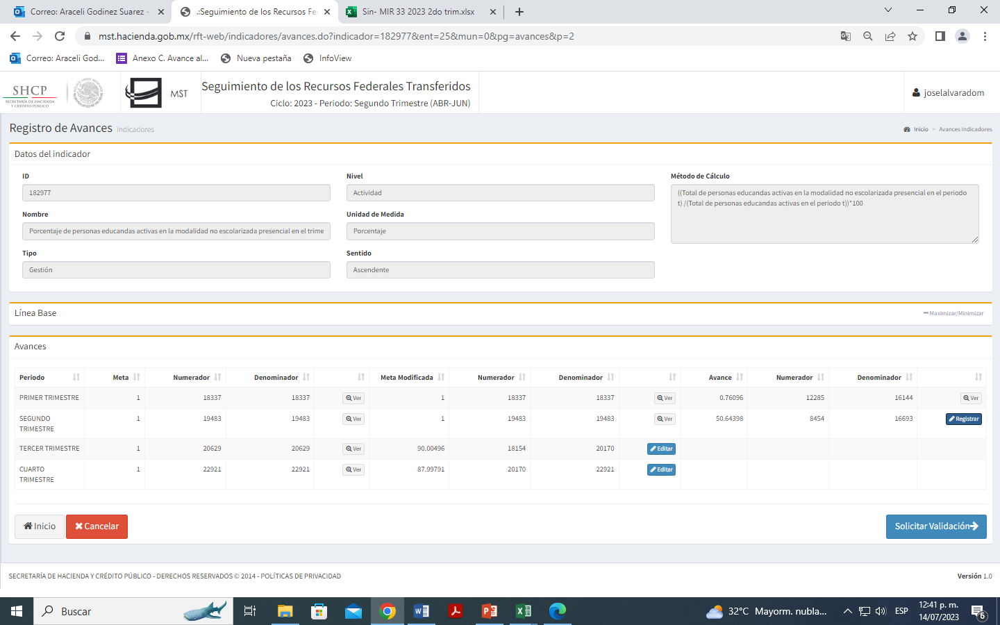 Correo: Araceli Godinez Suarez -
.:Seguimiento de los Recursos Fe
Sin- MIR 33 2023 2do trim.xlsx
mst.hacienda.gob.mx/rft-web/indicadores/avances.do?indicador=182977&ent=25&mun=0&pg=avances&p=2
Correo: Araceli God... Anexo C. Avance al... Nueva pestaña InfoView
SHCP
SECRETARÍA DE HACIENDA
Y CRÉDITO PÚBLICO
MST
Seguimiento de los Recursos Federales Transferidos
Ciclo: 2023 - Periodo: Segundo Trimestre (ABR-JUN)
joselalvaradom
Registro de Avances Indicadores
Inicio > Avances Indicadores
Datos del indicador
ID Nivel Método de Cálculo
182977 Actividad
((Total de personas educandas activas en la modalidad no escolarizada presencial en el periodo
t) /(Total de personas educandas activas en el periodo t))*100
Nombre Unidad de Medida
Porcentaje de personas educandas activas en la modalidad no escolarizada presencial en el trime Porcentaje
Tipo Sentido
Gestión Ascendente
Línea Base Maximizar/Minimizar
Avances
Periodo Meta Numerador Denominador Meta Modificada Numerador Denominador Avance Numerador Denominador
PRIMER TRIMESTRE 1 18337 18337 Ver 1 18337 18337 Ver 0.76096 12285 16144 Ver
SEGUNDO TRIMESTRE 1 19483 19483 Ver 1 19483 19483 Ver 50.64398 8454 16693 Registrar
TERCER TRIMESTRE 1 20629 20629 Ver 90.00496 18154 20170 Editar
CUARTO TRIMESTRE 1 22921 22921 Ver 87.99791 20170 22921 Editar
Inicio Cancelar Solicitar Validación
SECRETARÍA DE HACIENDA Y CRÉDITO PÚBLICO - DERECHOS RESERVADOS © 2014 - POLÍTICAS DE PRIVACIDAD
Versión 1.0
Buscar
32°C Mayorm. nubla...
ESP
12:41 p. m.
14/07/2023
6